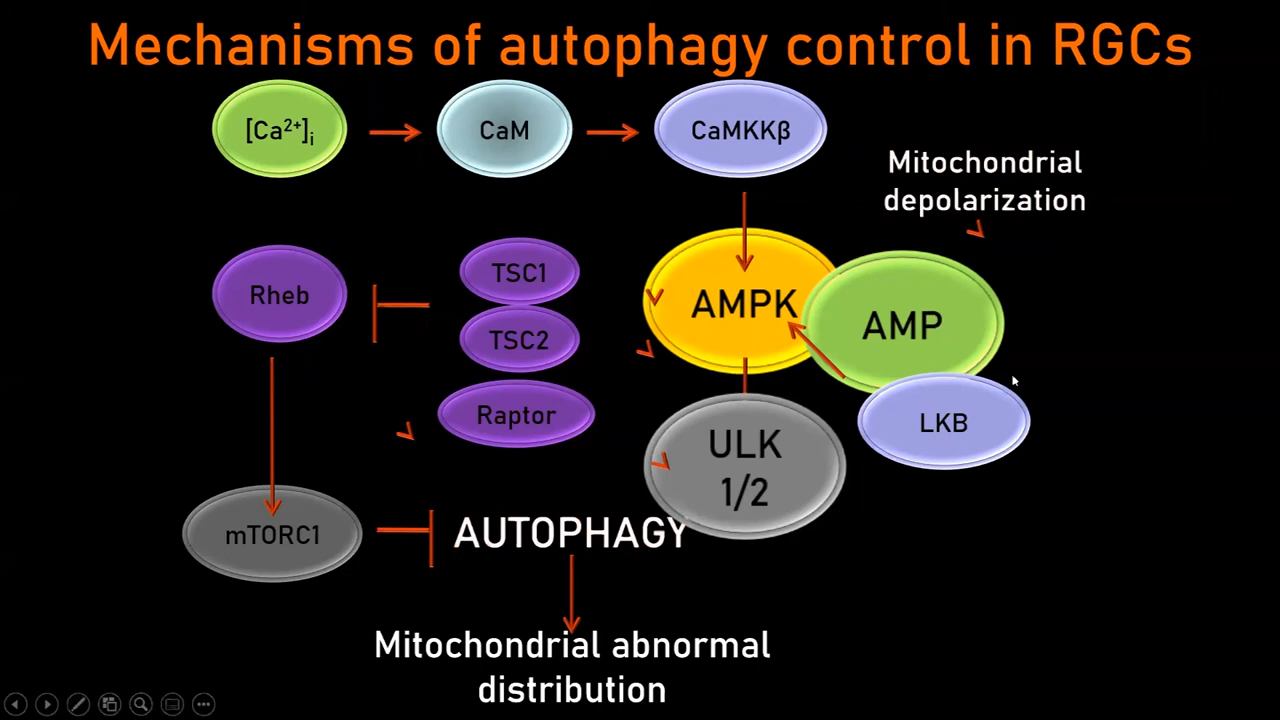 Mechanisms of autophagy control in RGCs
[Ca²⁺]ᵢ
CaM
CaMKKβ
Mitochondrial
depolarization
Rheb
TSC1
TSC2
Raptor
AMPK
AMP
LKB
ULK
1/2
mTORC1
AUTOPHAGY
Mitochondrial abnormal
distribution